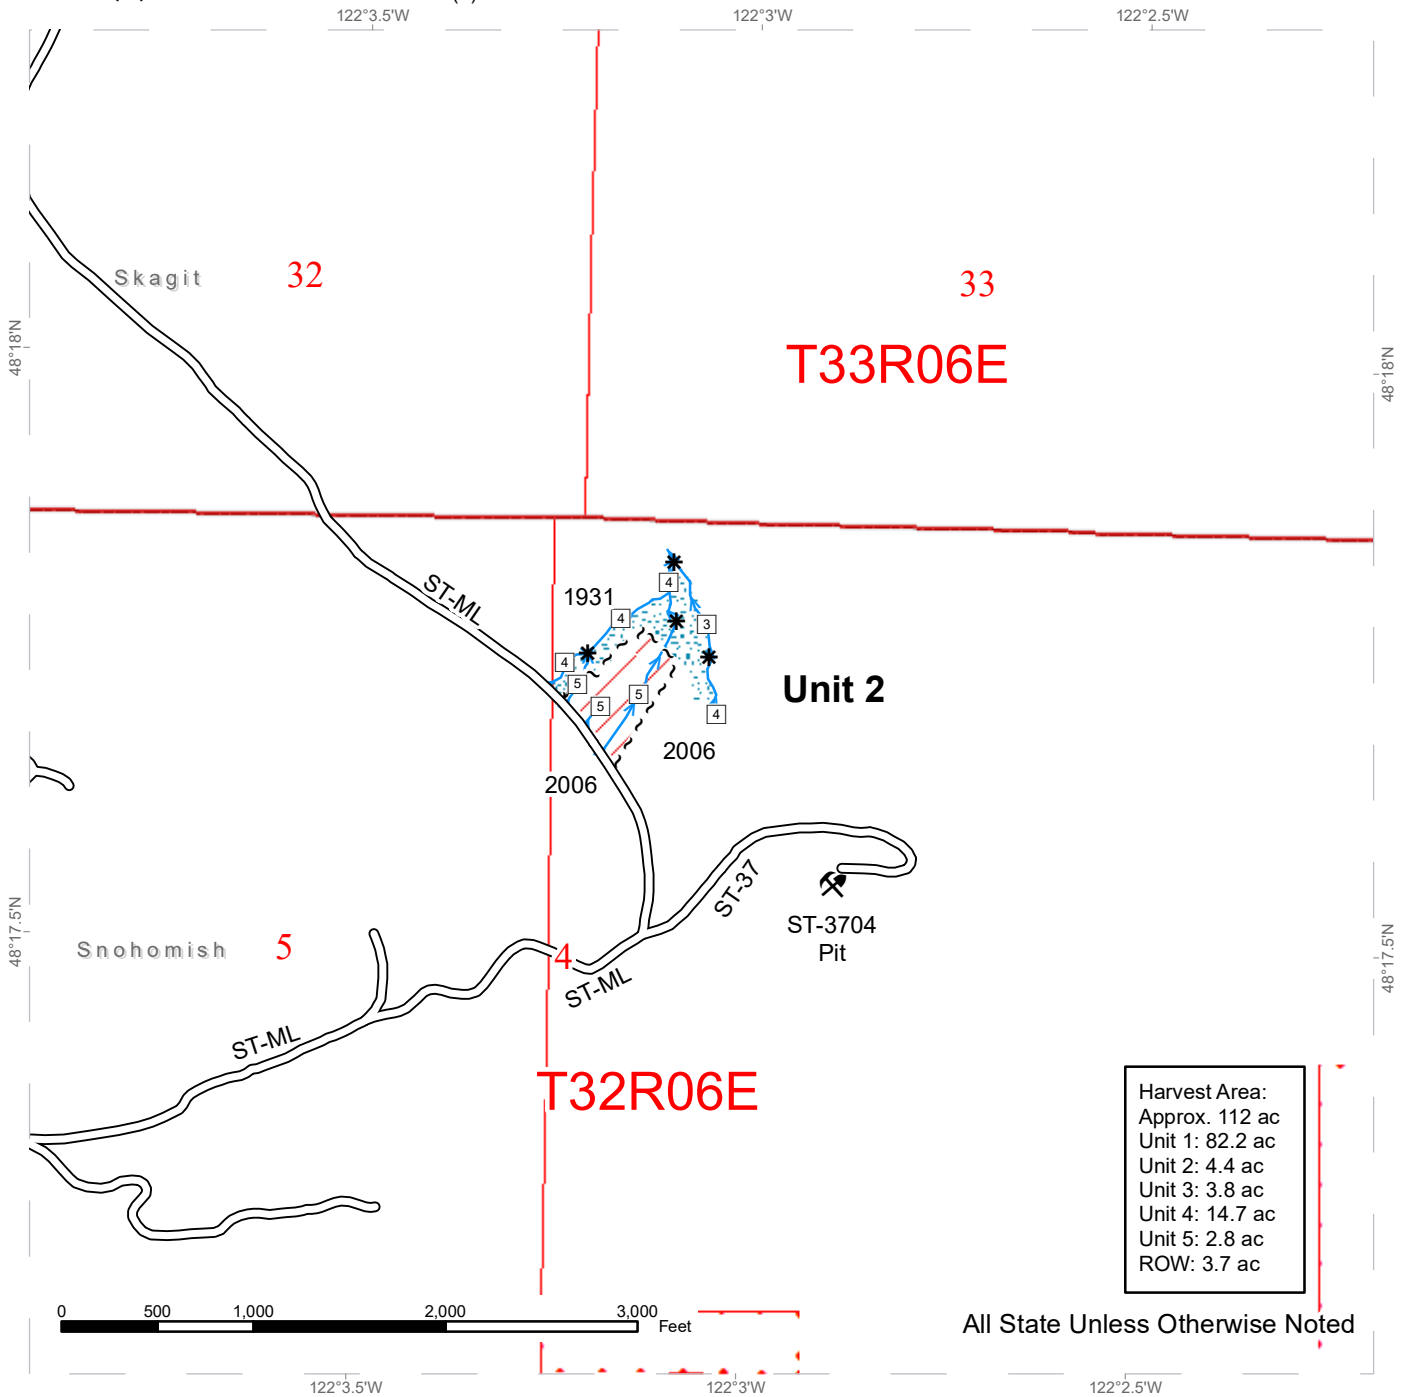 122°3.5'W
122°3'W
122°2.5'W
Skagit
32
33
T33R06E
48°18'N
48°18'N
ST-ML
1931
4
4
3
4
5
5
5
4
Unit 2
2006
2006
ST-37
ST-3704
Pit
48°17.5'N
48°17.5'N
Snohomish
5
4
ST-ML
ST-ML
T32R06E
Harvest Area:
Approx. 112 ac
Unit 1: 82.2 ac
Unit 2: 4.4 ac
Unit 3: 3.8 ac
Unit 4: 14.7 ac
Unit 5: 2.8 ac
ROW: 3.7 ac
0
500
1,000
2,000
3,000
Feet
All State Unless Otherwise Noted
122°3.5'W
122°3'W
122°2.5'W